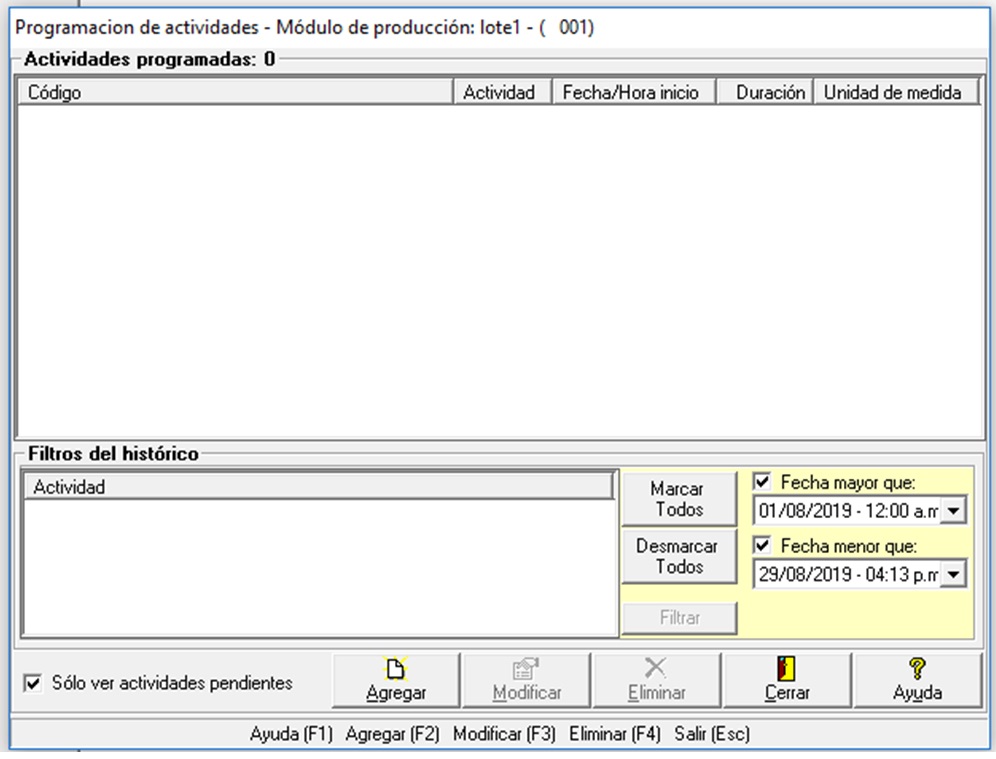 Programacion de actividades - Módulo de producción: lote1 - (   001)
Actividades programadas: 0
Código Actividad Fecha/Hora inicio Duración Unidad de medida
Filtros del histórico
Actividad
Marcar Todos
Desmarcar Todos
Filtrar
Fecha mayor que:
01/08/2019 - 12:00 a.m
Fecha menor que:
29/08/2019 - 04:13 p.m
Sólo ver actividades pendientes
Agregar Modificar Eliminar Cerrar Ayuda
Ayuda (F1) Agregar (F2) Modificar (F3) Eliminar (F4) Salir (Esc)